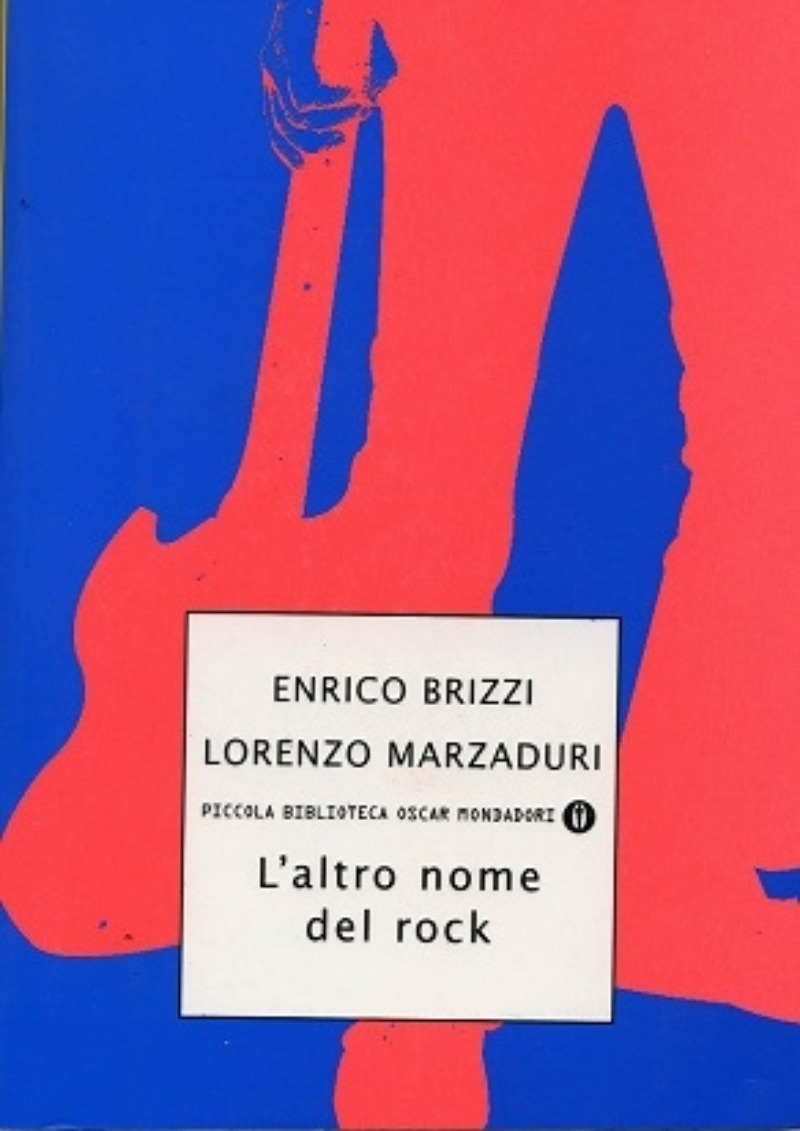 ENRICO BRIZZI
LORENZO MARZADURI
PICCOLA BIBLIOTECA OSCAR MONDADORI
L'altro nome
del rock